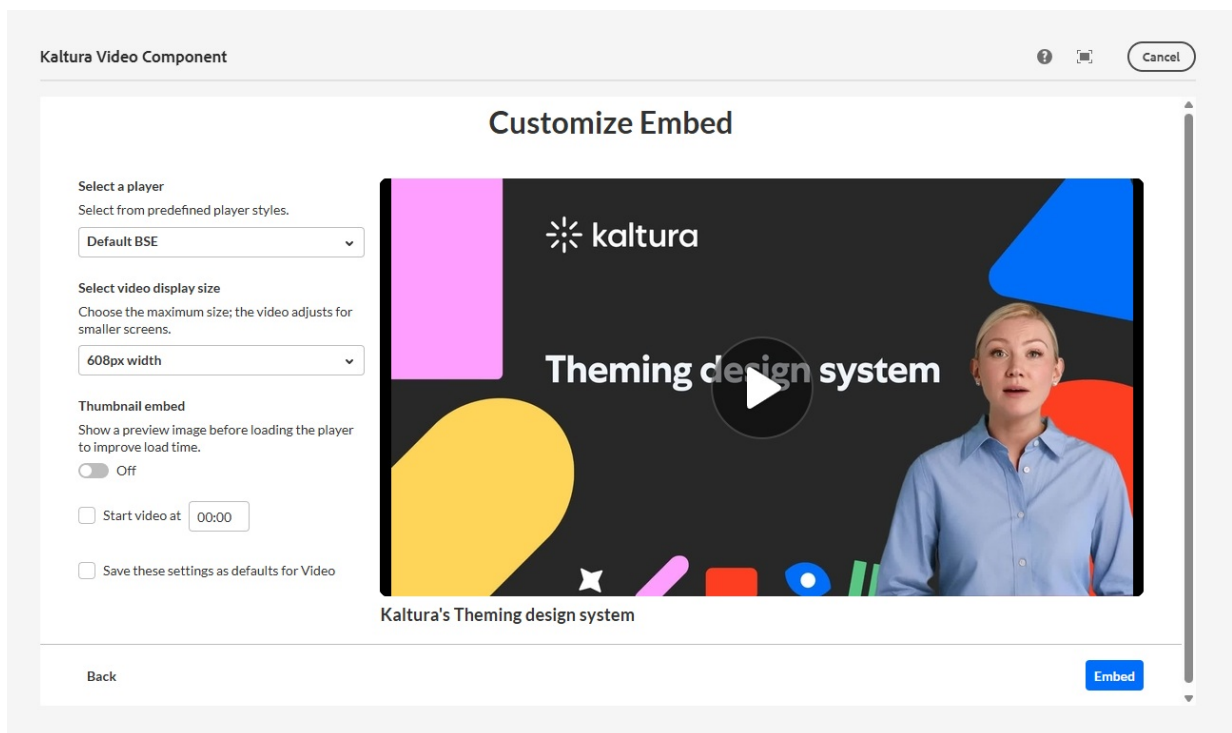 Kaltura Video Component
Cancel
Customize Embed
Select a player
Select from predefined player styles.
Default BSE
Select video display size
Choose the maximum size; the video adjusts for
smaller screens.
608px width
Thumbnail embed
Show a preview image before loading the player
to improve load time.
Off
Start video at 00:00
Save these settings as defaults for Video
kaltura
Theming design system
Kaltura's Theming design system
Back
Embed